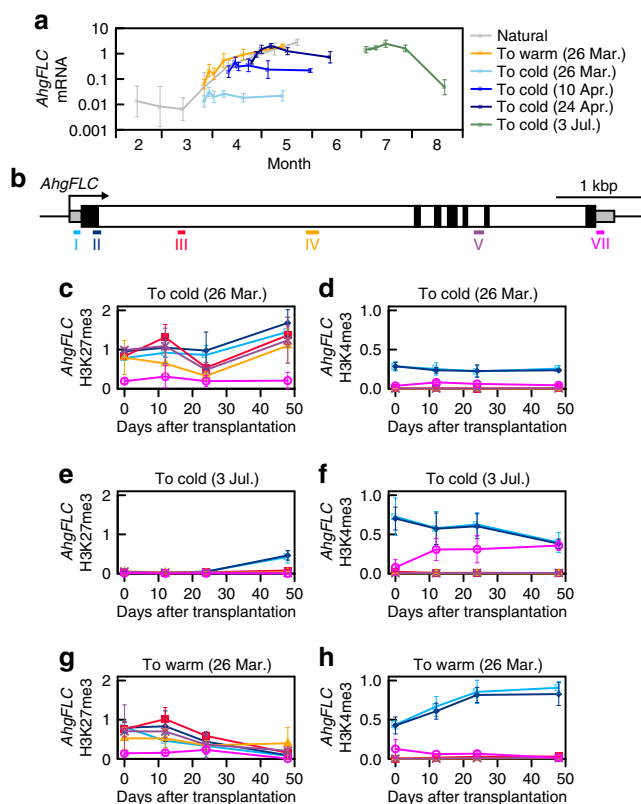 a
AhgFLC
mRNA
10
1
0.1
0.01
0.001
2 3 4 5 6 7 8
Month
Natural
To warm (26 Mar.)
To cold (26 Mar.)
To cold (10 Apr.)
To cold (24 Apr.)
To cold (3 Jul.)
b
AhgFLC
1 kbp
I II III IV V VII
c To cold (26 Mar.)
AhgFLC
H3K27me3
2
1
0
0 10 20 30 40 50
Days after transplantation
d To cold (26 Mar.)
AhgFLC
H3K4me3
1.0
0.5
0.0
0 10 20 30 40 50
Days after transplantation
e To cold (3 Jul.)
AhgFLC
H3K27me3
2
1
0
0 10 20 30 40 50
Days after transplantation
f To cold (3 Jul.)
AhgFLC
H3K4me3
1.0
0.5
0.0
0 10 20 30 40 50
Days after transplantation
g To warm (26 Mar.)
AhgFLC
H3K27me3
2
1
0
0 10 20 30 40 50
Days after transplantation
h To warm (26 Mar.)
AhgFLC
H3K4me3
1.0
0.5
0.0
0 10 20 30 40 50
Days after transplantation